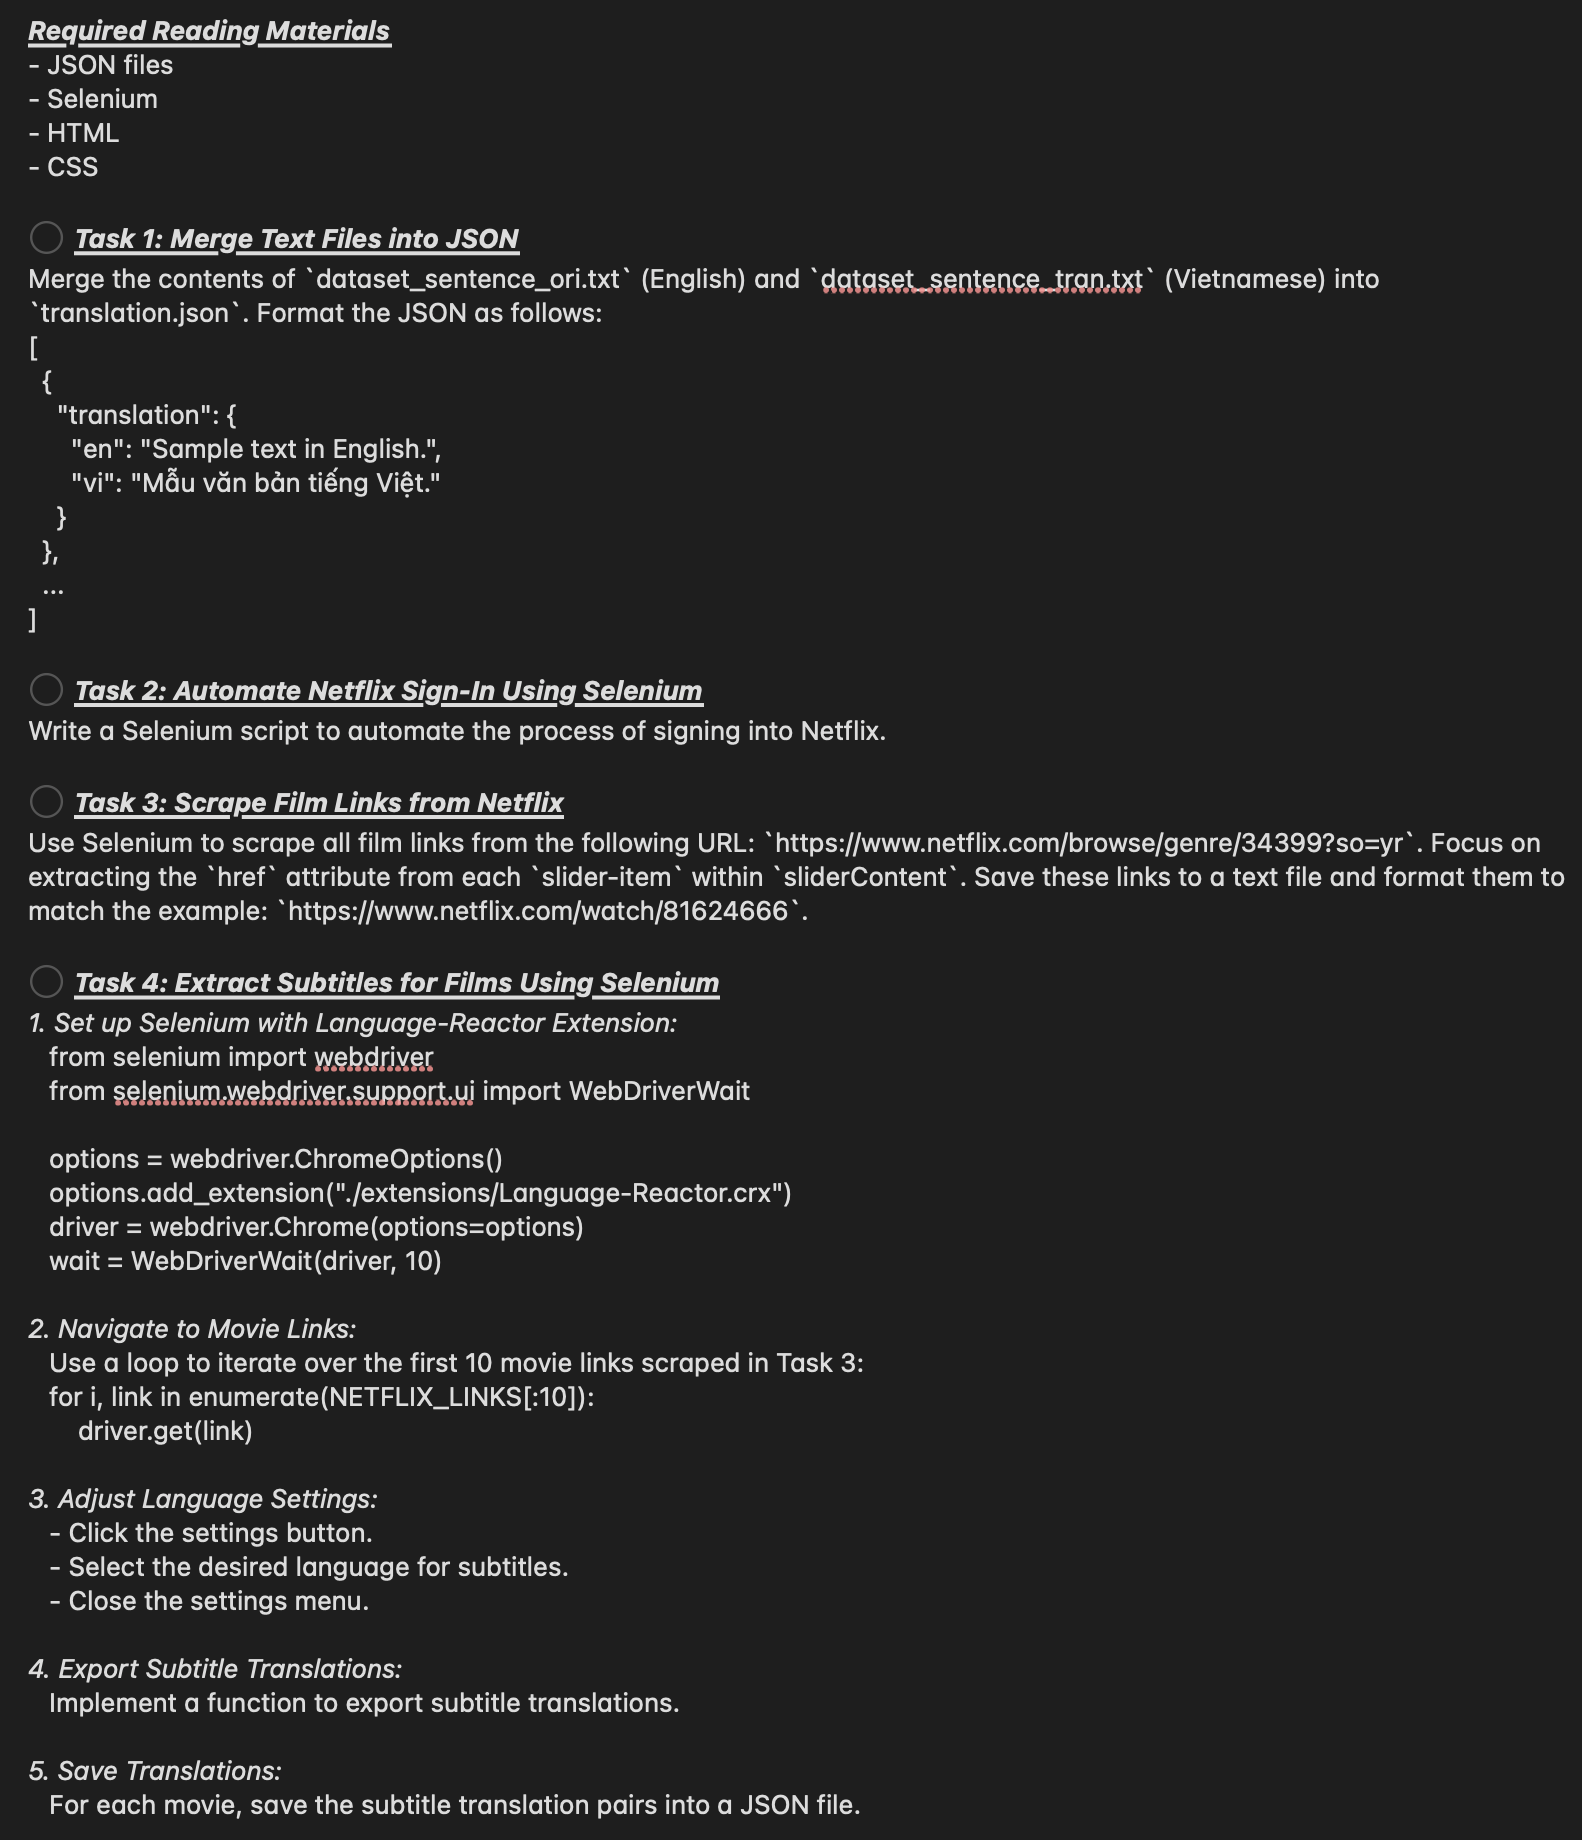 Required Reading Materials
- JSON files
- Selenium
- HTML
- CSS
Task 1: Merge Text Files into JSON
Merge the contents of `dataset_sentence_ori.txt` (English) and `dataset_sentence_tran.txt` (Vietnamese) into
`translation.json`. Format the JSON as follows:
[
{
"translation": {
"en": "Sample text in English.",
"vi": "Mẫu văn bản tiếng Việt."
}
},
...
]
Task 2: Automate Netflix Sign-In Using Selenium
Write a Selenium script to automate the process of signing into Netflix.
Task 3: Scrape Film Links from Netflix
Use Selenium to scrape all film links from the following URL: `https://www.netflix.com/browse/genre/34399?so=yr`. Focus on
extracting the `href` attribute from each `slider-item` within `sliderContent`. Save these links to a text file and format them to
match the example: `https://www.netflix.com/watch/81624666`.
Task 4: Extract Subtitles for Films Using Selenium
1. Set up Selenium with Language-Reactor Extension:
from selenium import webdriver
from selenium.webdriver.support.ui import WebDriverWait
options = webdriver.ChromeOptions()
options.add_extension("./extensions/Language-Reactor.crx")
driver = webdriver.Chrome(options=options)
wait = WebDriverWait(driver, 10)
2. Navigate to Movie Links:
Use a loop to iterate over the first 10 movie links scraped in Task 3:
for i, link in enumerate(NETFLIX_LINKS[:10]):
driver.get(link)
3. Adjust Language Settings:
- Click the settings button.
- Select the desired language for subtitles.
- Close the settings menu.
4. Export Subtitle Translations:
Implement a function to export subtitle translations.
5. Save Translations:
For each movie, save the subtitle translation pairs into a JSON file.